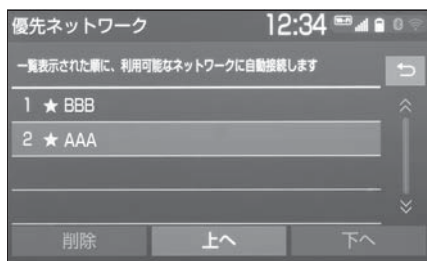 優先ネットワーク 12:34
一覧表示された順に、利用可能なネットワークに自動接続します
1 ★ BBB
2 ★ AAA
削除 上へ 下へ